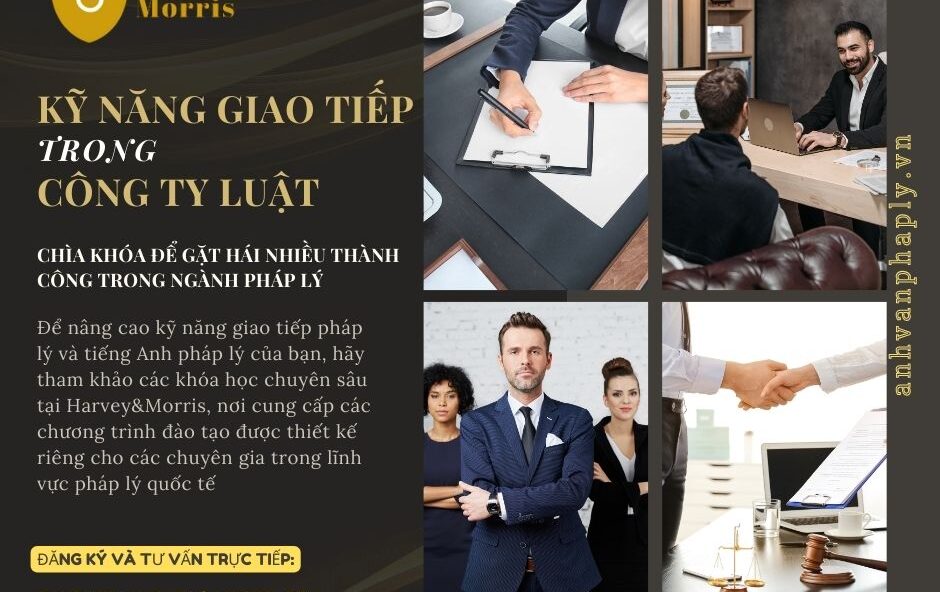 Morris
KỸ NĂNG GIAO TIẾP
TRONG
CÔNG TY LUẬT
CHÌA KHÓA ĐỂ GẶT HÁI NHIỀU THÀNH
CÔNG TRONG NGÀNH PHÁP LÝ
Để nâng cao kỹ năng giao tiếp pháp
lý và tiếng Anh pháp lý của bạn, hãy
tham khảo các khóa học chuyên sâu
tại Harvey&Morris, nơi cung cấp các
chương trình đào tạo được thiết kế
riêng cho các chuyên gia trong lĩnh
vực pháp lý quốc tế
ĐĂNG KÝ VÀ TƯ VẤN TRỰC TIẾP:
anhvanphaply.vn